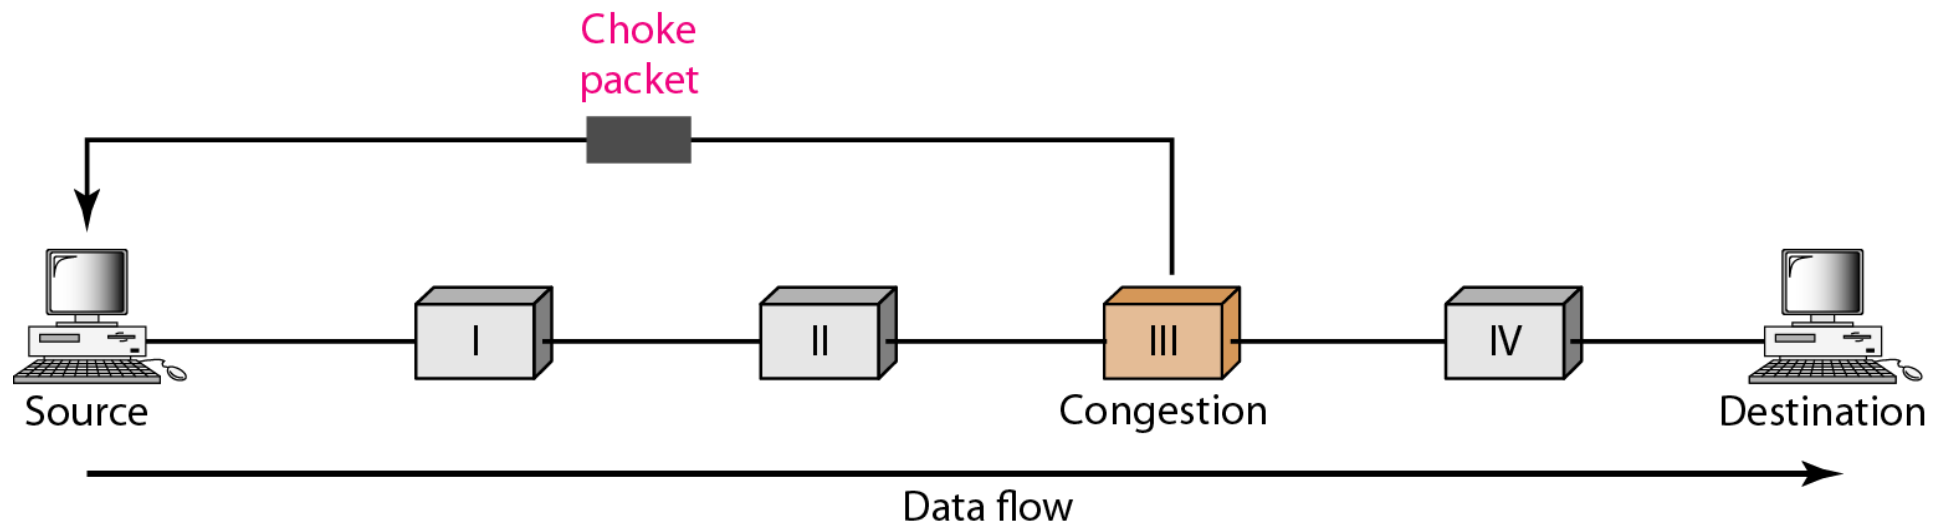 Choke
packet
I
II
III
IV
Source
Congestion
Destination
Data flow